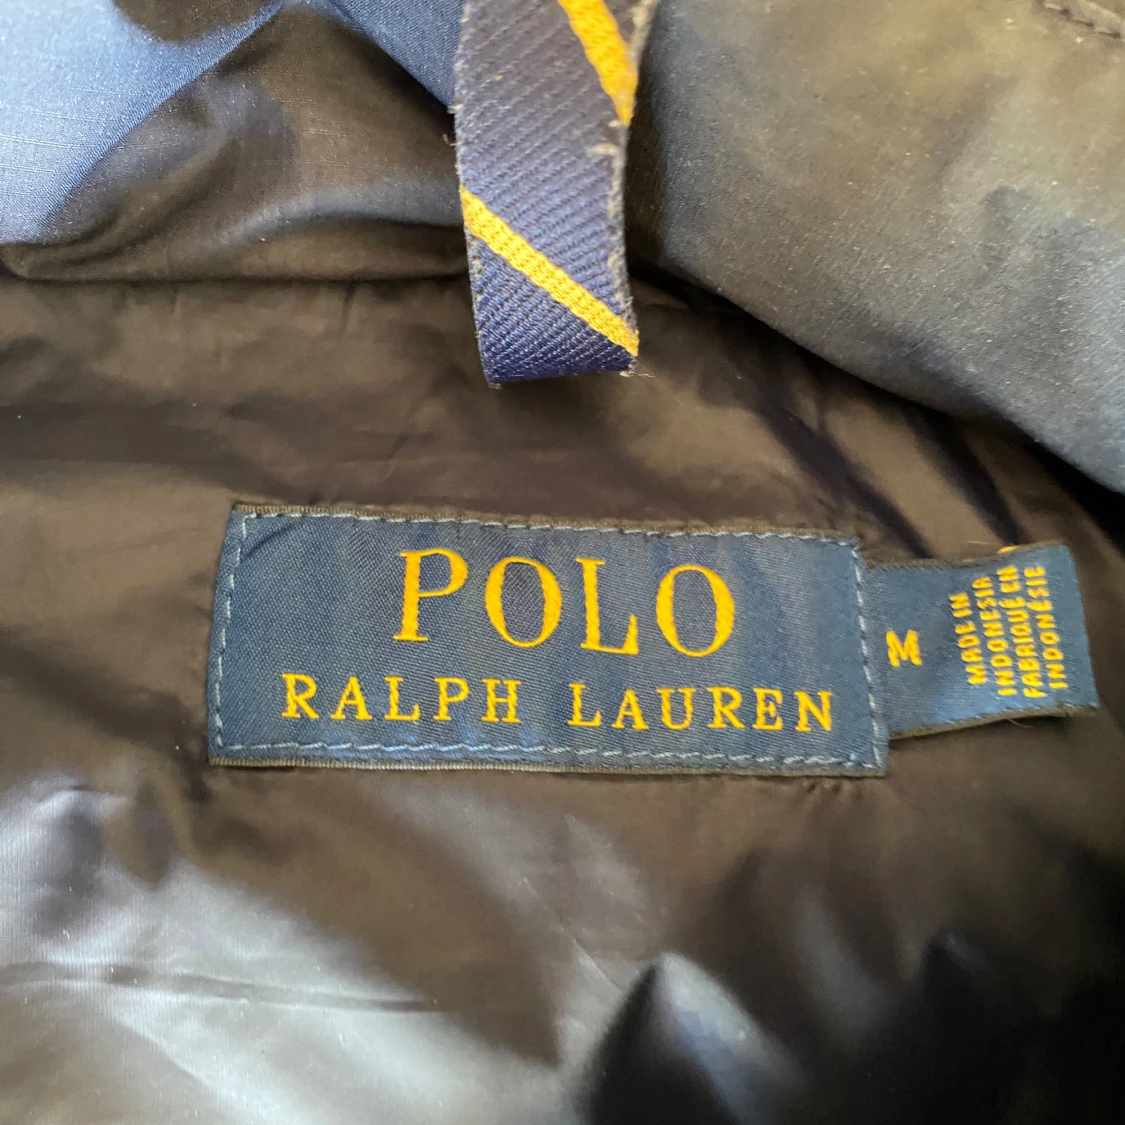 POLO
RALPH LAUREN
M
MADE IN
INDONESIA
FABRIQUÉ EN
INDONÉSIE